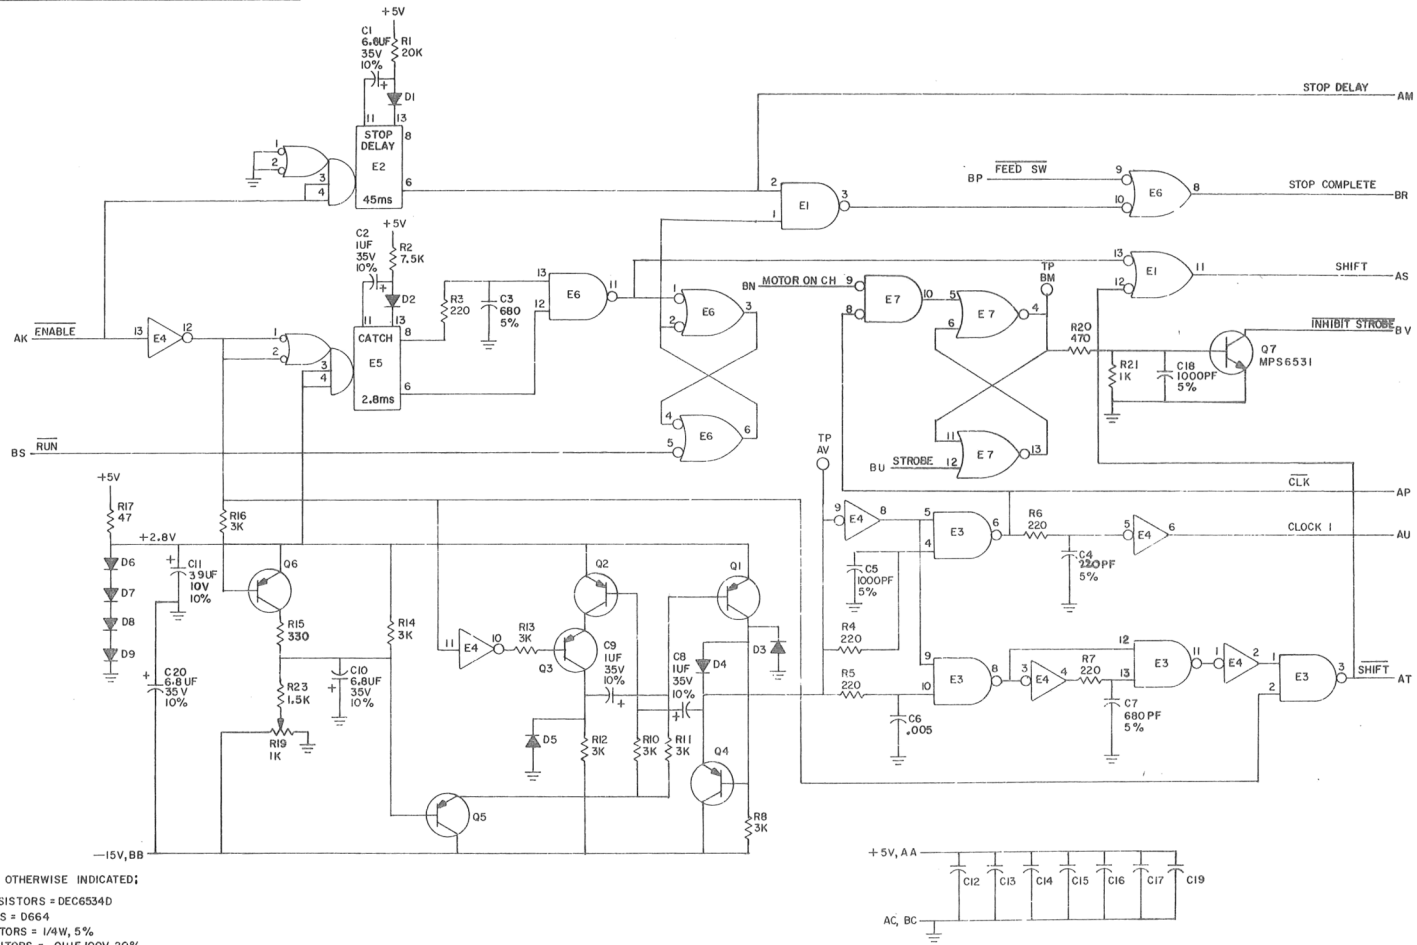 +5V
C1
6.8UF
35V
10%
R1
20K
D1
11 13
STOP
DELAY
E2
45ms
8
6
1
2
3
4
STOP DELAY
AM
2
1
E1
3
BP
FEED SW
9
10
E6
8
STOP COMPLETE
BR
+5V
C2
1UF
35V
10%
R2
7.5K
D2
11 13
CATCH
E5
2.8ms
8
6
AK
ENABLE
13
E4
12
1
2
3
4
R3
220
C3
680
5%
13
12
E6
11
1
2
E6
3
4
5
E6
6
BS
RUN
BN
MOTOR ON CH
9
8
E7
10
5
6
E7
4
TP
BM
11
12
E7
13
BU
STROBE
13
12
E1
11
SHIFT
AS
R20
470
R21
1K
C18
1000PF
5%
Q7
MPS6531
INHIBIT STROBE
BV
TP
AV
CLK
AP
9
E4
8
5
4
E3
6
R6
220
C4
220PF
5%
5
E4
6
CLOCK 1
AU
C5
1000PF
5%
R4
220
R5
220
C6
.005
9
10
E3
8
3
E4
4
R7
220
C7
680PF
5%
12
13
E3
11
1
E4
2
1
2
E3
3
SHIFT
AT
+5V
R17
47
+2.8V
D6
D7
D8
D9
C11
39UF
10V
10%
C20
6.8UF
35V
10%
R16
3K
Q6
R15
330
R23
1.5K
R19
1K
C10
6.8UF
35V
10%
R14
3K
Q5
11
E4
10
R13
3K
Q3
Q2
C9
1UF
35V
10%
C8
1UF
35V
10%
Q1
D4
D3
D5
R12
3K
R10
3K
R11
3K
Q4
R8
3K
-15V, BB
+5V, AA
C12
C13
C14
C15
C16
C17
C19
AC, BC
OTHERWISE INDICATED;
SISTORS = DEC6534D
S = D664
TORS = 1/4W, 5%